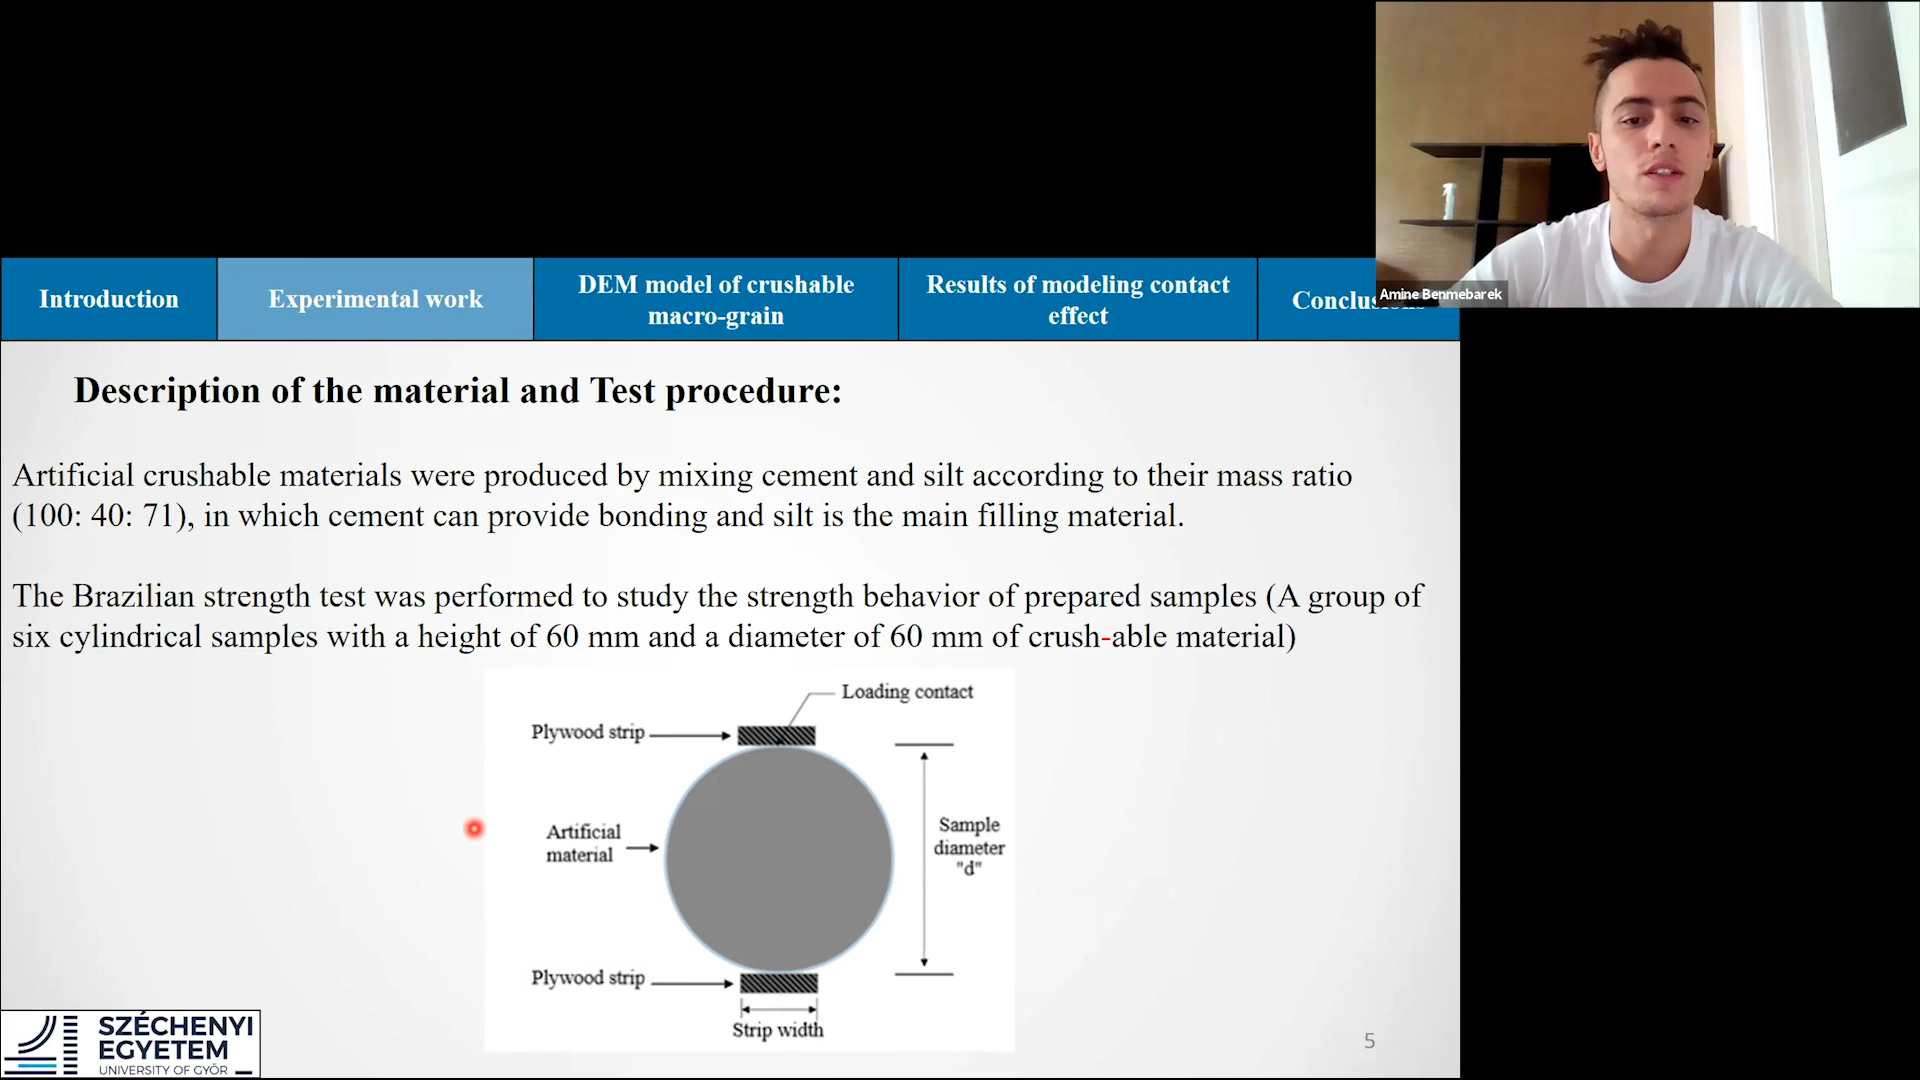 Amine Benmebarek
Introduction
Experimental work
DEM model of crushable
macro-grain
Results of modeling contact
effect
Conclusions
Description of the material and Test procedure:
Artificial crushable materials were produced by mixing cement and silt according to their mass ratio
(100: 40: 71), in which cement can provide bonding and silt is the main filling material.
The Brazilian strength test was performed to study the strength behavior of prepared samples (A group of
six cylindrical samples with a height of 60 mm and a diameter of 60 mm of crush-able material)
Loading contact
Plywood strip
Artificial
material
Sample
diameter
"d"
Plywood strip
Strip width
SZÉCHENYI
EGYETEM
UNIVERSITY OF GYŐR
5